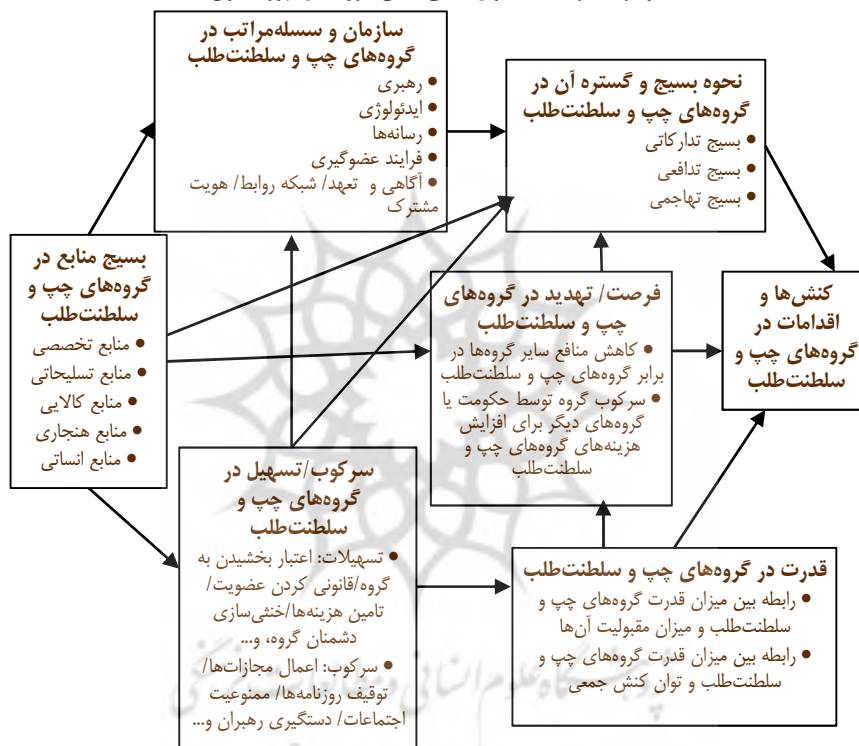 سازمان و سسله‌مراتب در
گروه‌های چپ و سلطنت‌طلب
● رهبری
● ایدئولوژی
● رسانه‌ها
● فرایند عضوگیری
● آگاهی و تعهد/ شبکه روابط/ هویت
مشترک
نحوه بسیج و گستره آن در
گروه‌های چپ و سلطنت‌طلب
● بسیج تدارکاتی
● بسیج تدافعی
● بسیج تهاجمی
بسیج منابع در
گروه‌های چپ و
سلطنت‌طلب
● منابع تخصصی
● منابع تسلیحاتی
● منابع کالایی
● منابع هنجاری
● منابع انساتی
فرصت/ تهدید در گروه‌های
چپ و سلطنت‌طلب
● کاهش منافع سایر گروه‌ها در
برابر گروه‌های چپ و سلطنت‌طلب
● سرکوب گروه توسط حکومت یا
گروه‌های دیگر برای افزایش
هزینه‌های گروه‌های چپ و
سلطنت‌طلب
کنش‌ها و
اقدامات در
گروه‌های چپ و
سلطنت‌طلب
سرکوب/تسهیل در
گروه‌های چپ و
سلطنت‌طلب
● تسهیلات: اعتبار بخشیدن به
گروه/قانونی کردن عضویت/
تامین هزینه‌ها/خنثی‌سازی
دشمنان گروه، و...
● سرکوب: اعمال مجازات‌ها/
توقیف روزنامه‌ها/ ممنوعیت
اجتماعات/ دستگیری رهبران و...
قدرت در گروه‌های چپ و سلطنت‌طلب
● رابطه بین میزان قدرت گروه‌های چپ و
سلطنت‌طلب و میزان مقبولیت آن‌ها
● رابطه بین میزان قدرت گروه‌های چپ و
سلطنت‌طلب و توان کنش جمعی